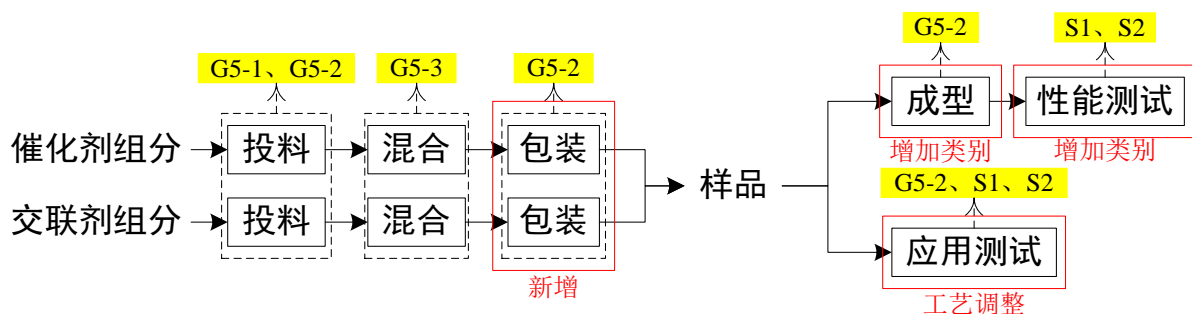 G5-2
S1、S2
G5-1、G5-2
G5-3
G5-2
成型
性能测试
催化剂组分
投料
混合
包装
增加类别
增加类别
样品
G5-2、S1、S2
交联剂组分
投料
混合
包装
应用测试
新增
工艺调整